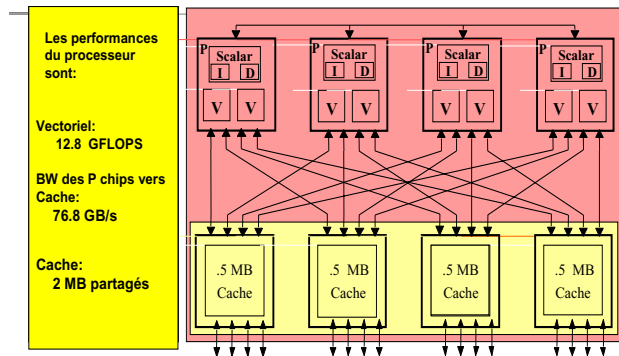 Les performances
du processeur
sont:
Vectoriel:
12.8 GFLOPS
BW des P chips vers
Cache:
76.8 GB/s
Cache:
2 MB partagés
P
Scalar
I D
V V
P
Scalar
I D
V V
P
Scalar
I D
V V
P
Scalar
I D
V V
.5 MB
Cache
.5 MB
Cache
.5 MB
Cache
.5 MB
Cache